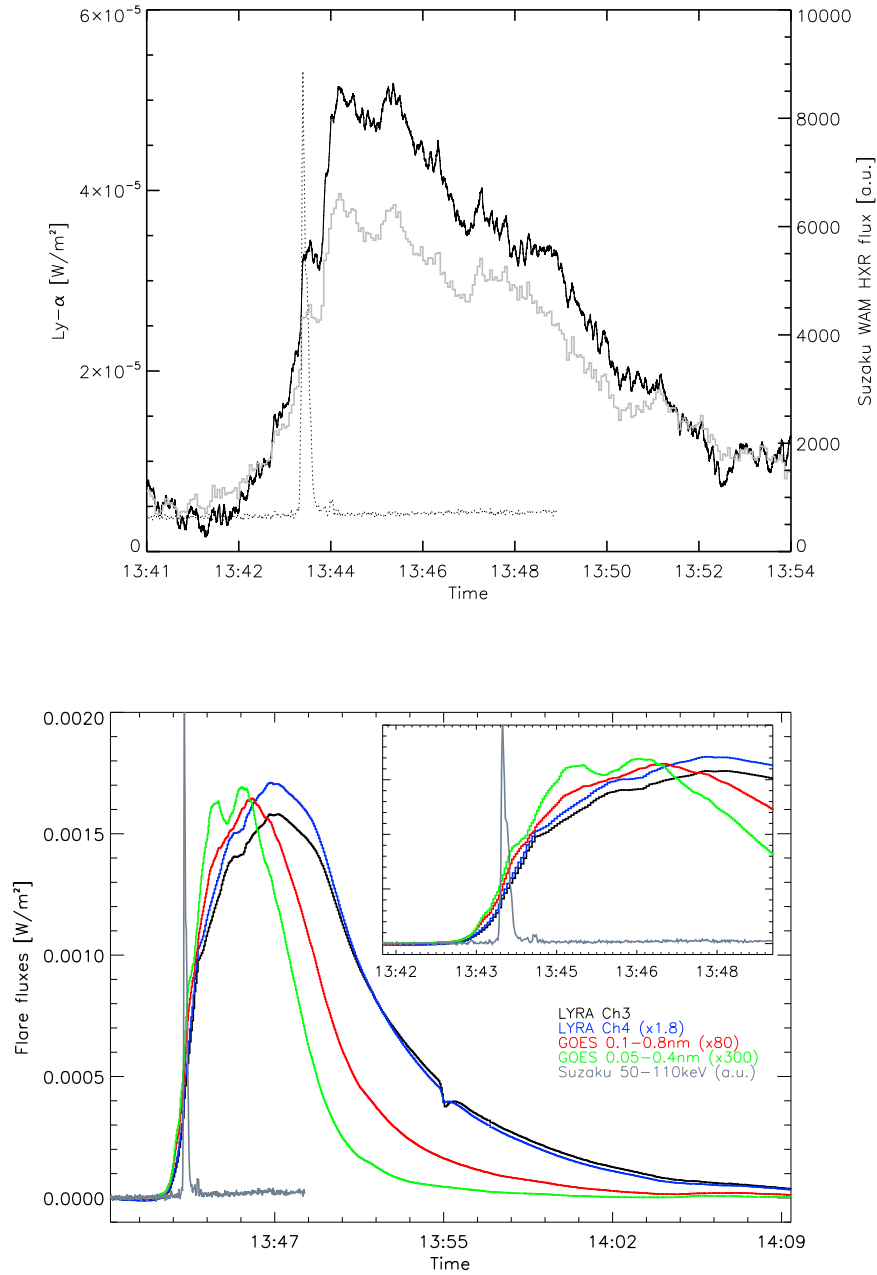 6×10⁻⁵
4×10⁻⁵
2×10⁻⁵
0
Ly-α [W/m²]
10000
8000
6000
4000
2000
0
Suzaku WAM HXR flux [a.u.]
13:41 13:42 13:44 13:46 13:48 13:50 13:52 13:54
Time
0.0020
0.0015
0.0010
0.0005
0.0000
Flare fluxes [W/m²]
13:42 13:43 13:45 13:46 13:48
LYRA Ch3
LYRA Ch4 (x1.8)
GOES 0.1-0.8nm (x80)
GOES 0.05-0.4nm (x300)
Suzaku 50-110keV (a.u.)
13:47 13:55 14:02 14:09
Time